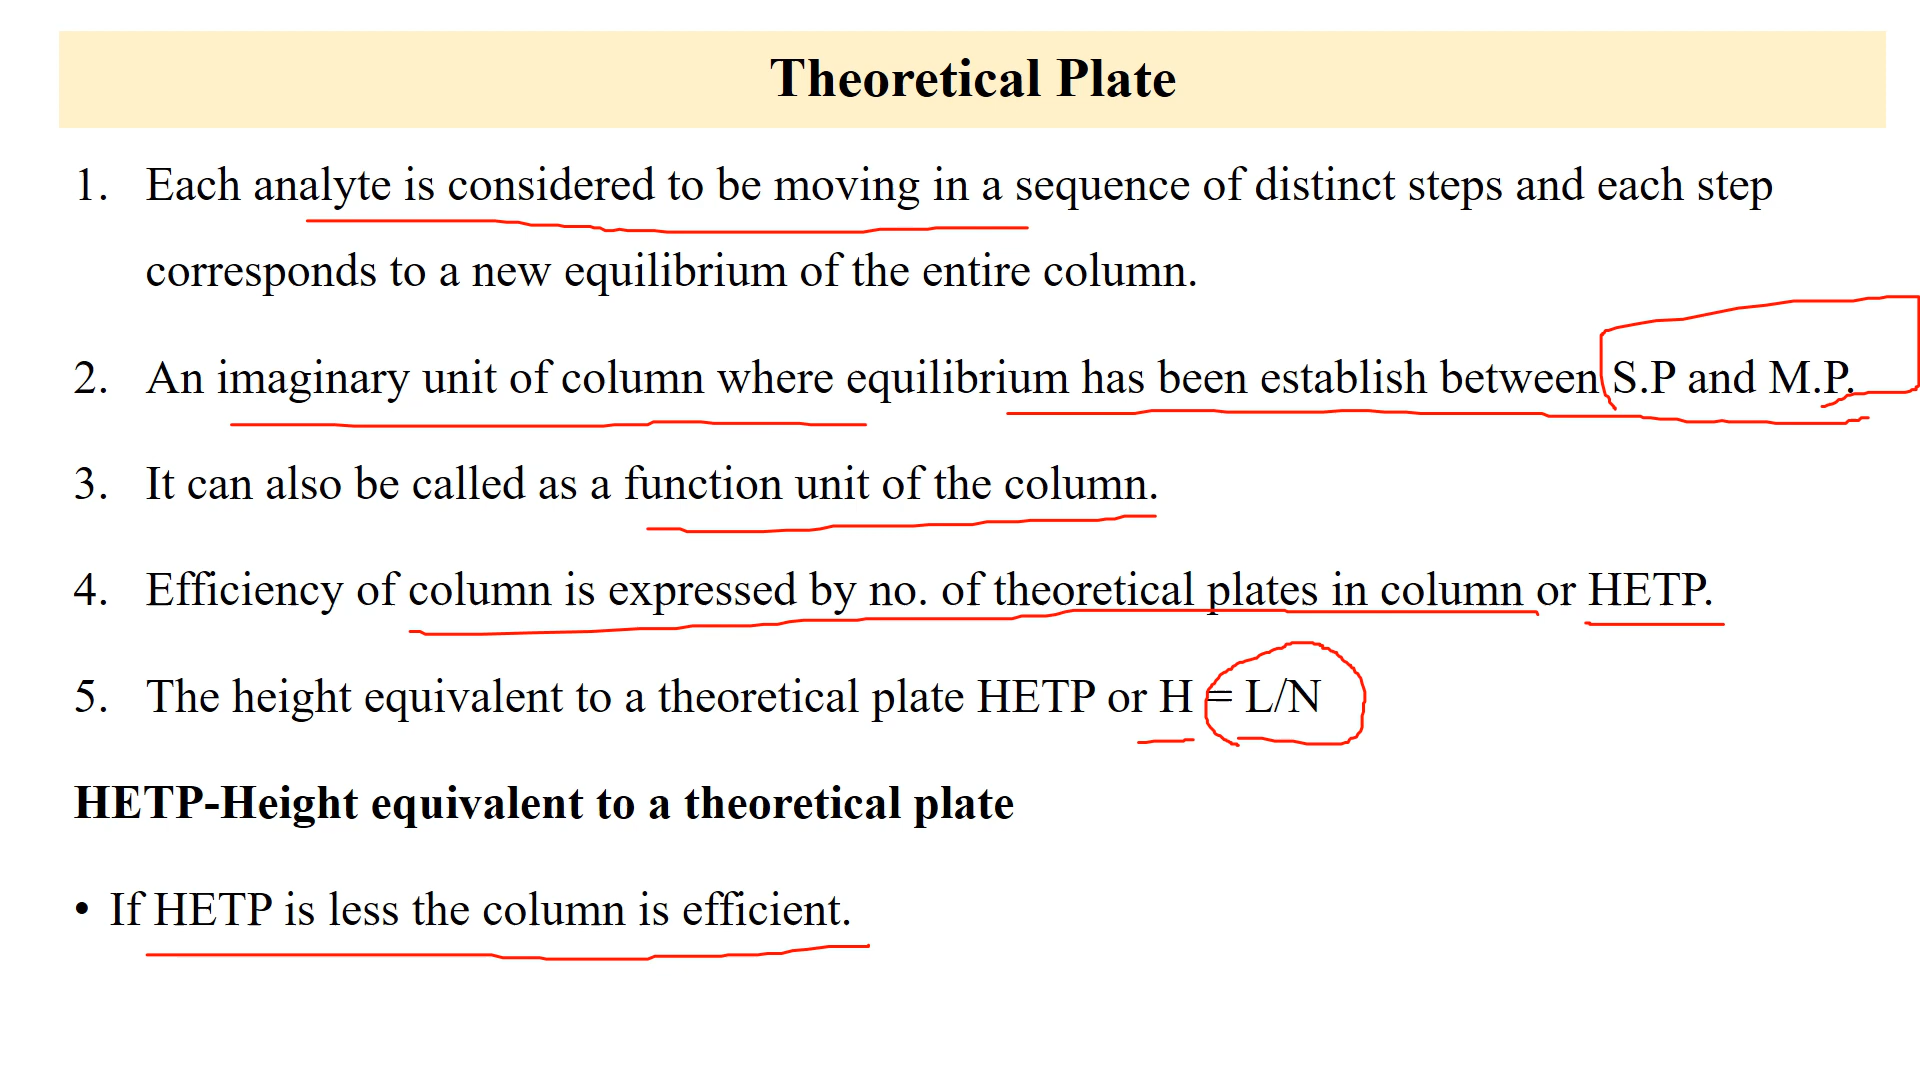 Theoretical Plate
1. Each analyte is considered to be moving in a sequence of distinct steps and each step
corresponds to a new equilibrium of the entire column.
2. An imaginary unit of column where equilibrium has been establish between S.P and M.P.
3. It can also be called as a function unit of the column.
4. Efficiency of column is expressed by no. of theoretical plates in column or HETP.
5. The height equivalent to a theoretical plate HETP or H = L/N
HETP-Height equivalent to a theoretical plate
• If HETP is less the column is efficient.